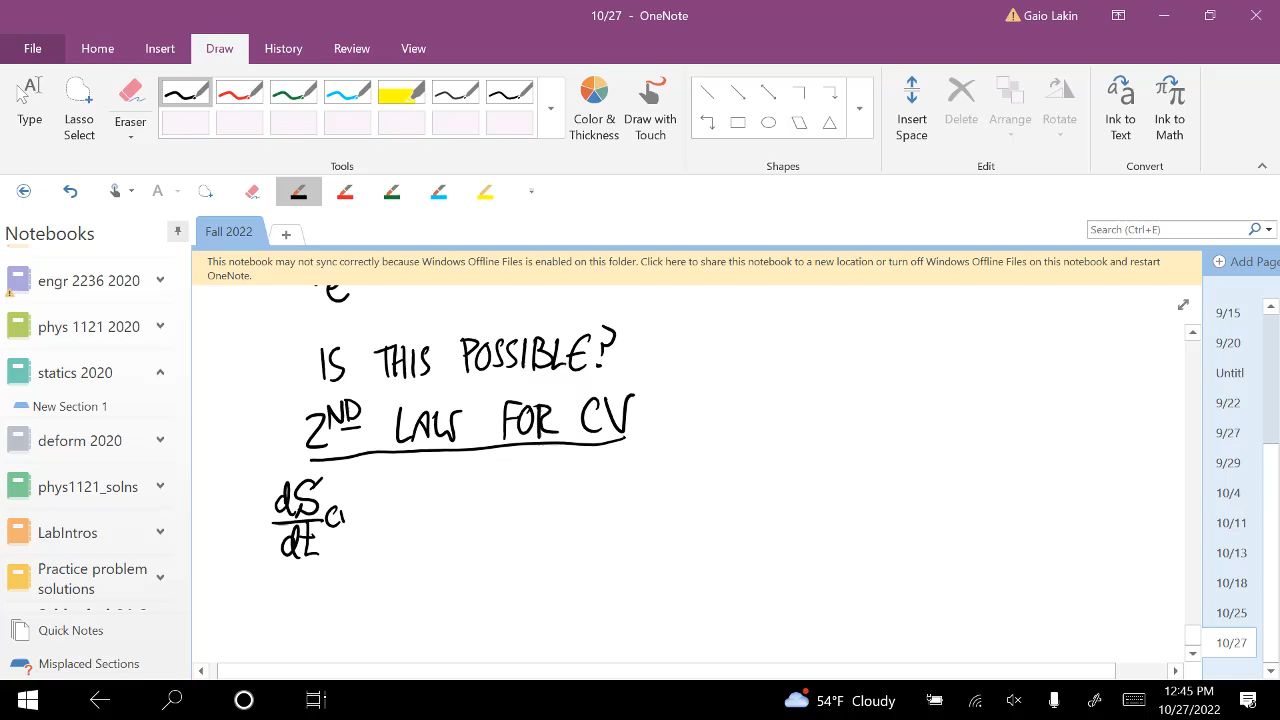 10/27 - OneNote
Gaio Lakin
File Home Insert Draw History Review View
Type
Lasso Select
Eraser
Color & Thickness
Draw with Touch
Insert Space
Delete
Arrange
Rotate
Ink to Text
Ink to Math
Tools
Shapes
Edit
Convert
A
Notebooks
Fall 2022
Search (Ctrl+E)
This notebook may not sync correctly because Windows Offline Files is enabled on this folder. Click here to share this notebook to a new location or turn off Windows Offline Files on this notebook and restart
OneNote.
Add Page
engr 2236 2020
phys 1121 2020
statics 2020
New Section 1
deform 2020
phys1121_solns
LabIntros
Practice problem
solutions
Quick Notes
Misplaced Sections
IS THIS POSSIBLE?
2ND LAW FOR CV
dS
dt
9/15
9/20
Untitl
9/22
9/27
9/29
10/4
10/11
10/13
10/18
10/25
10/27
54°F Cloudy
12:45 PM
10/27/2022